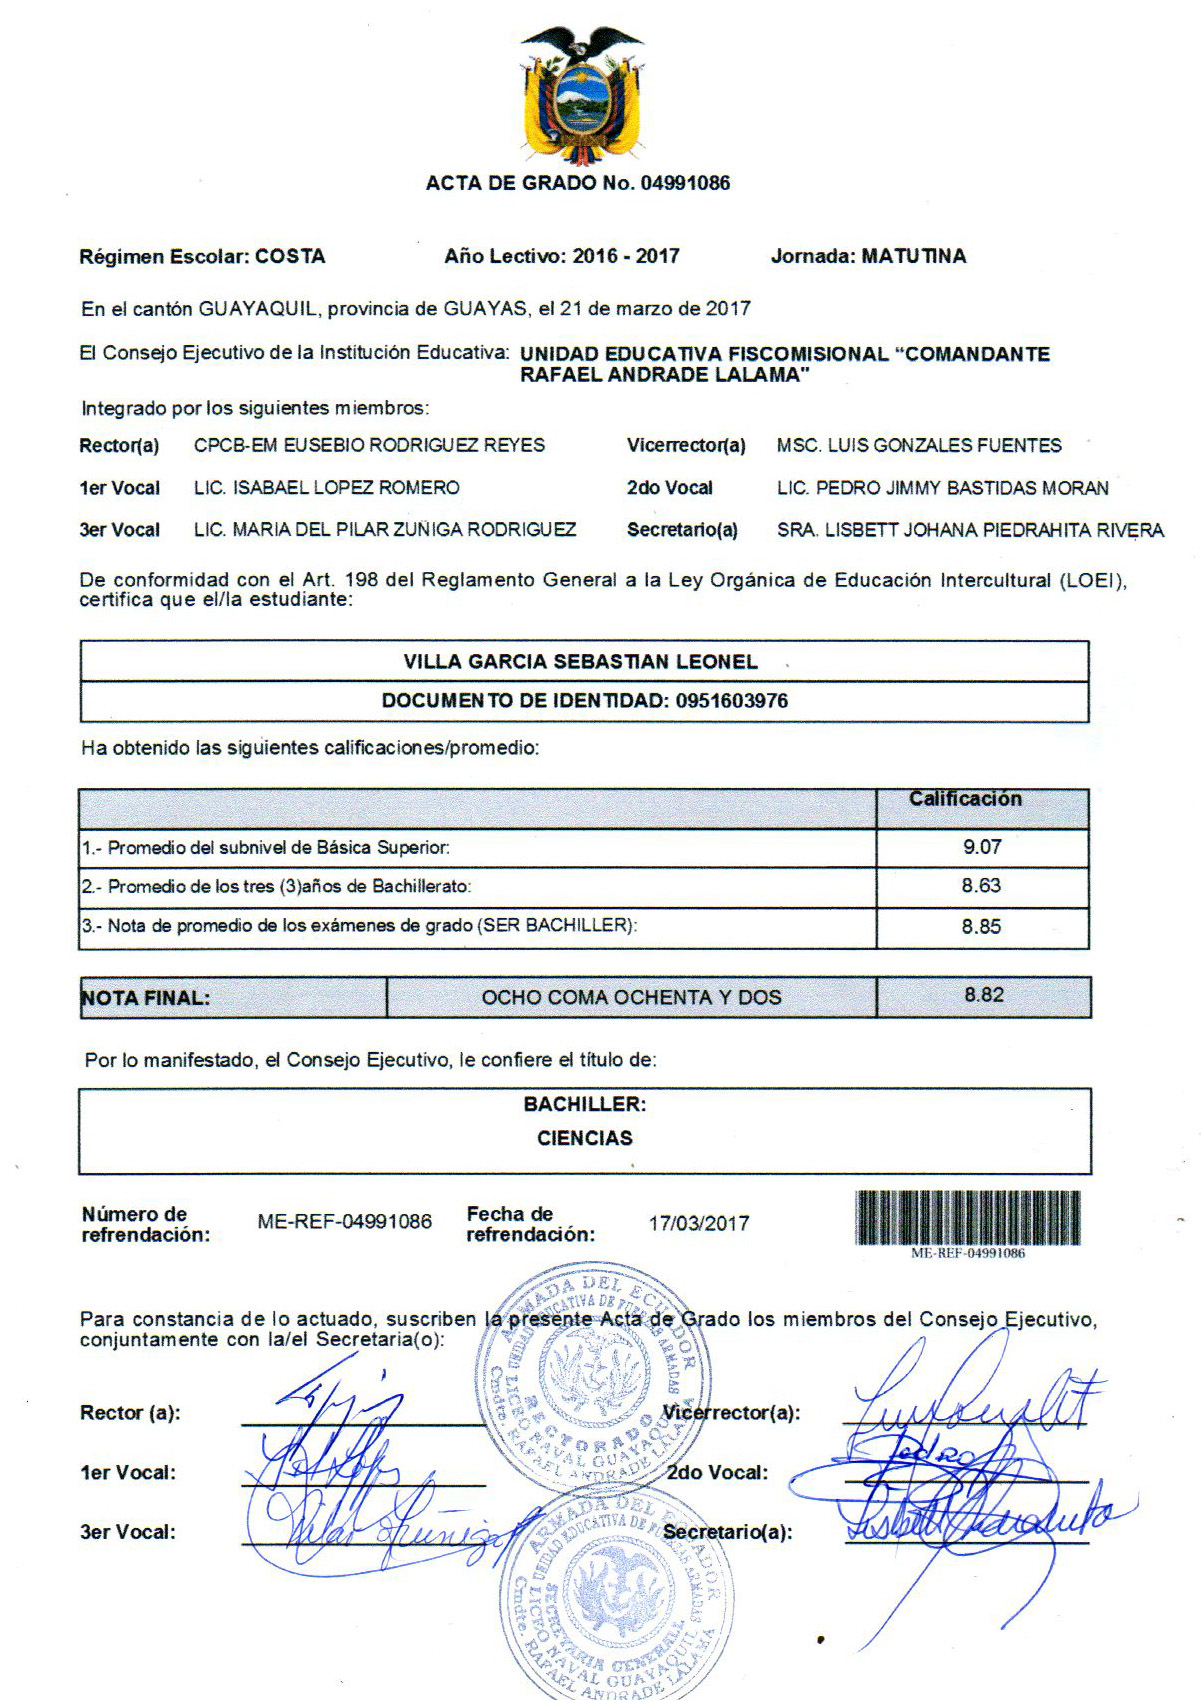 ACTA DE GRADO No. 04991086
Régimen Escolar: COSTA Año Lectivo: 2016 - 2017 Jornada: MATUTINA
En el cantón GUAYAQUIL, provincia de GUAYAS, el 21 de marzo de 2017
El Consejo Ejecutivo de la Institución Educativa: UNIDAD EDUCATIVA FISCOMISIONAL “COMANDANTE
RAFAEL ANDRADE LALAMA"
Integrado por los siguientes miembros:
Rector(a) CPCB-EM EUSEBIO RODRIGUEZ REYES Vicerrector(a) MSC. LUIS GONZALES FUENTES
1er Vocal LIC. ISABAEL LOPEZ ROMERO 2do Vocal LIC. PEDRO JIMMY BASTIDAS MORAN
3er Vocal LIC. MARIA DEL PILAR ZUÑIGA RODRIGUEZ Secretario(a) SRA. LISBETT JOHANA PIEDRAHITA RIVERA
De conformidad con el Art. 198 del Reglamento General a la Ley Orgánica de Educación Intercultural (LOEI),
certifica que el/la estudiante:
VILLA GARCIA SEBASTIAN LEONEL
DOCUMENTO DE IDENTIDAD: 0951603976
Ha obtenido las siguientes calificaciones/promedio:
Calificación
1.- Promedio del subnivel de Básica Superior: 9.07
2.- Promedio de los tres (3)años de Bachillerato: 8.63
3.- Nota de promedio de los exámenes de grado (SER BACHILLER): 8.85
NOTA FINAL: OCHO COMA OCHENTA Y DOS 8.82
Por lo manifestado, el Consejo Ejecutivo, le confiere el título de:
BACHILLER:
CIENCIAS
Número de refrendación: ME-REF-04991086 Fecha de refrendación: 17/03/2017
ME-REF-04991086
Para constancia de lo actuado, suscriben la presente Acta de Grado los miembros del Consejo Ejecutivo,
conjuntamente con la/el Secretaria(o):
Rector (a): Vicerrector(a):
1er Vocal: 2do Vocal: Pedro
3er Vocal: Pilar Zúñiga Secretario(a):
ARMADA DEL ECUADOR
UNIDAD EDUCATIVA DE FUERZAS ARMADAS
LICEO NAVAL GUAYAQUIL
Cmdte. RAFAEL ANDRADE LALAMA
RECTORADO
ARMADA DEL ECUADOR
UNIDAD EDUCATIVA DE FUERZAS ARMADAS
LICEO NAVAL GUAYAQUIL
Cmdte. RAFAEL ANDRADE LALAMA
SECRETARIA GENERAL